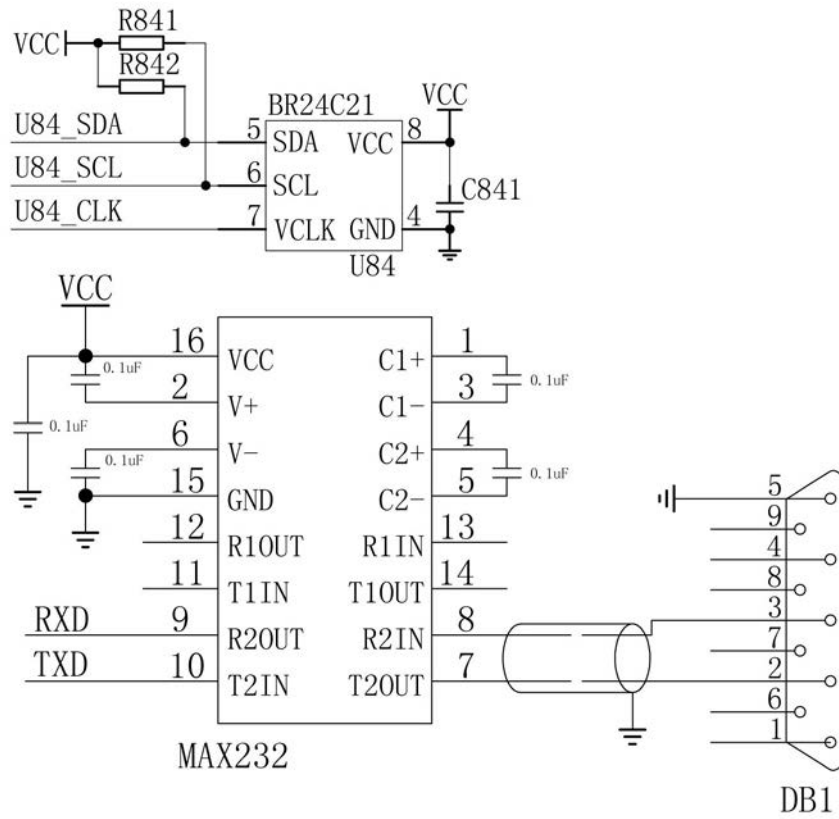 R841
VCC
R842
BR24C21
VCC
U84_SDA
5 SDA VCC 8
U84_SCL
6 SCL
C841
U84_CLK
7 VCLK GND 4
U84
VCC
16 VCC C1+ 1
0.1uF
0.1uF
2 V+ C1- 3
0.1uF
6 V- C2+ 4
0.1uF
0.1uF
15 GND C2- 5
5
9
12 R1OUT R1IN 13
4
11 T1IN T1OUT 14
8
RXD 9 R2OUT R2IN 8
3
7
TXD 10 T2IN T2OUT 7
2
6
1
MAX232
DB1